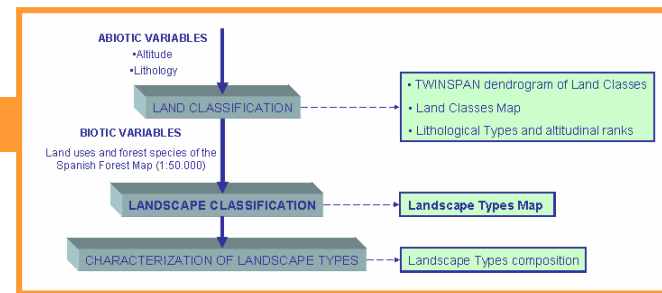 ABIOTIC VARIABLES
•Altitude
•Lithology
LAND CLASSIFICATION
• TWINSPAN dendrogram of Land Classes
• Land Classes Map
• Lithological Types and altitudinal ranks
BIOTIC VARIABLES
Land uses and forest species of the
Spanish Forest Map (1:50.000)
LANDSCAPE CLASSIFICATION
Landscape Types Map
CHARACTERIZATION OF LANDSCAPE TYPES
Landscape Types composition